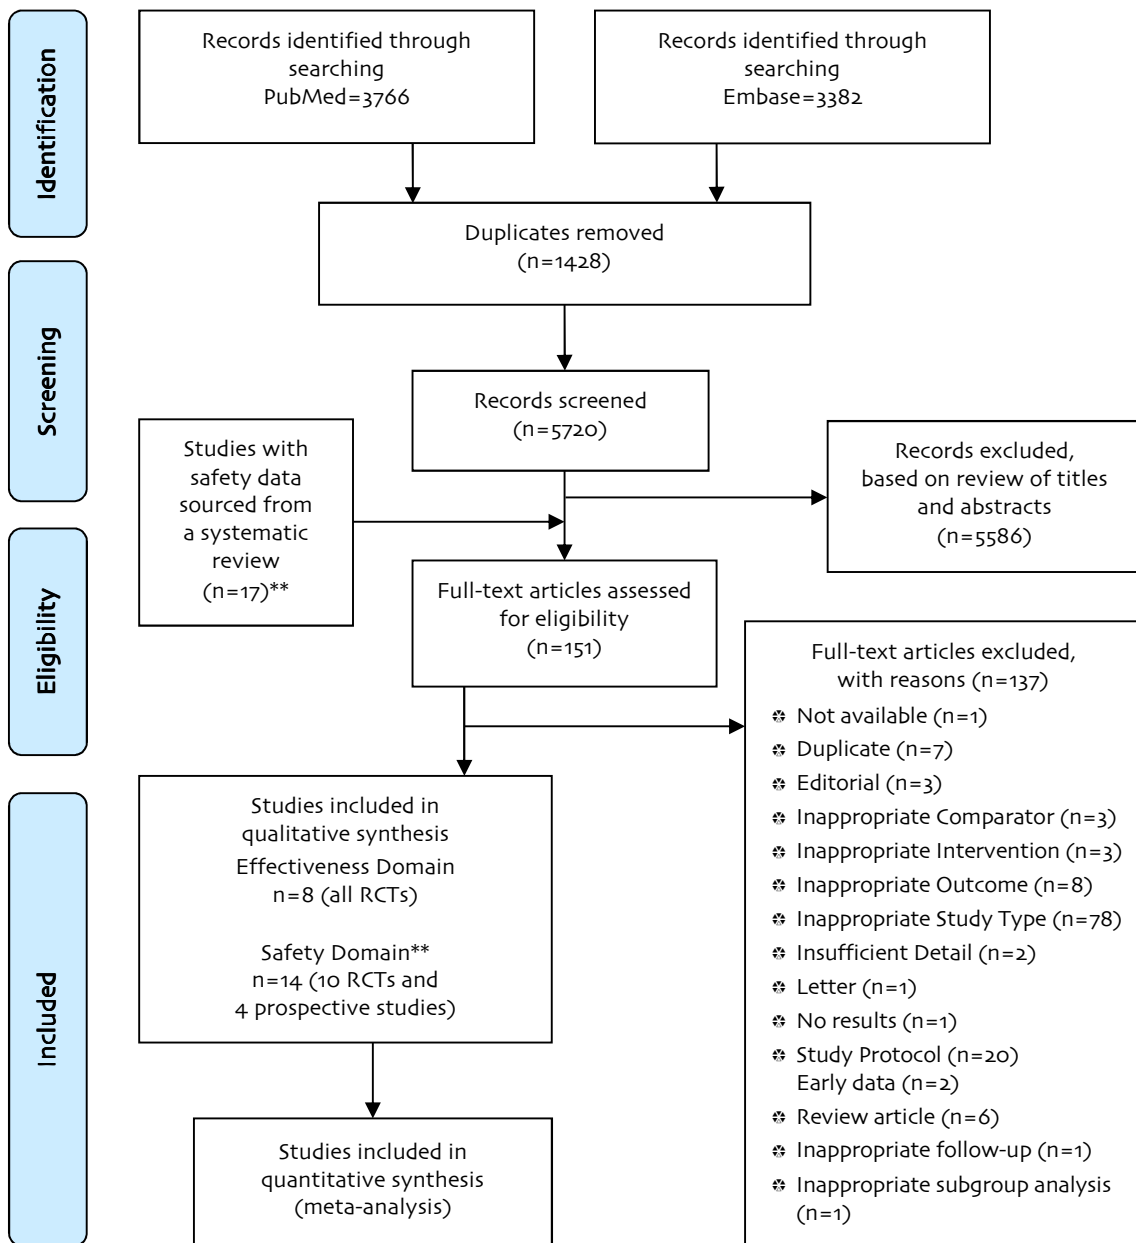 Identification
Records identified through
searching
PubMed=3766
Records identified through
searching
Embase=3382
Duplicates removed
(n=1428)
Screening
Records screened
(n=5720)
Studies with
safety data
sourced from
a systematic
review
(n=17)**
Records excluded,
based on review of titles
and abstracts
(n=5586)
Eligibility
Full-text articles assessed
for eligibility
(n=151)
Full-text articles excluded,
with reasons (n=137)
Not available (n=1)
Duplicate (n=7)
Editorial (n=3)
Inappropriate Comparator (n=3)
Inappropriate Intervention (n=3)
Inappropriate Outcome (n=8)
Inappropriate Study Type (n=78)
Insufficient Detail (n=2)
Letter (n=1)
No results (n=1)
Study Protocol (n=20)
Early data (n=2)
Review article (n=6)
Inappropriate follow-up (n=1)
Inappropriate subgroup analysis
(n=1)
Included
Studies included in
qualitative synthesis
Effectiveness Domain
n=8 (all RCTs)
Safety Domain**
n=14 (10 RCTs and
4 prospective studies)
Studies included in
quantitative synthesis
(meta-analysis)